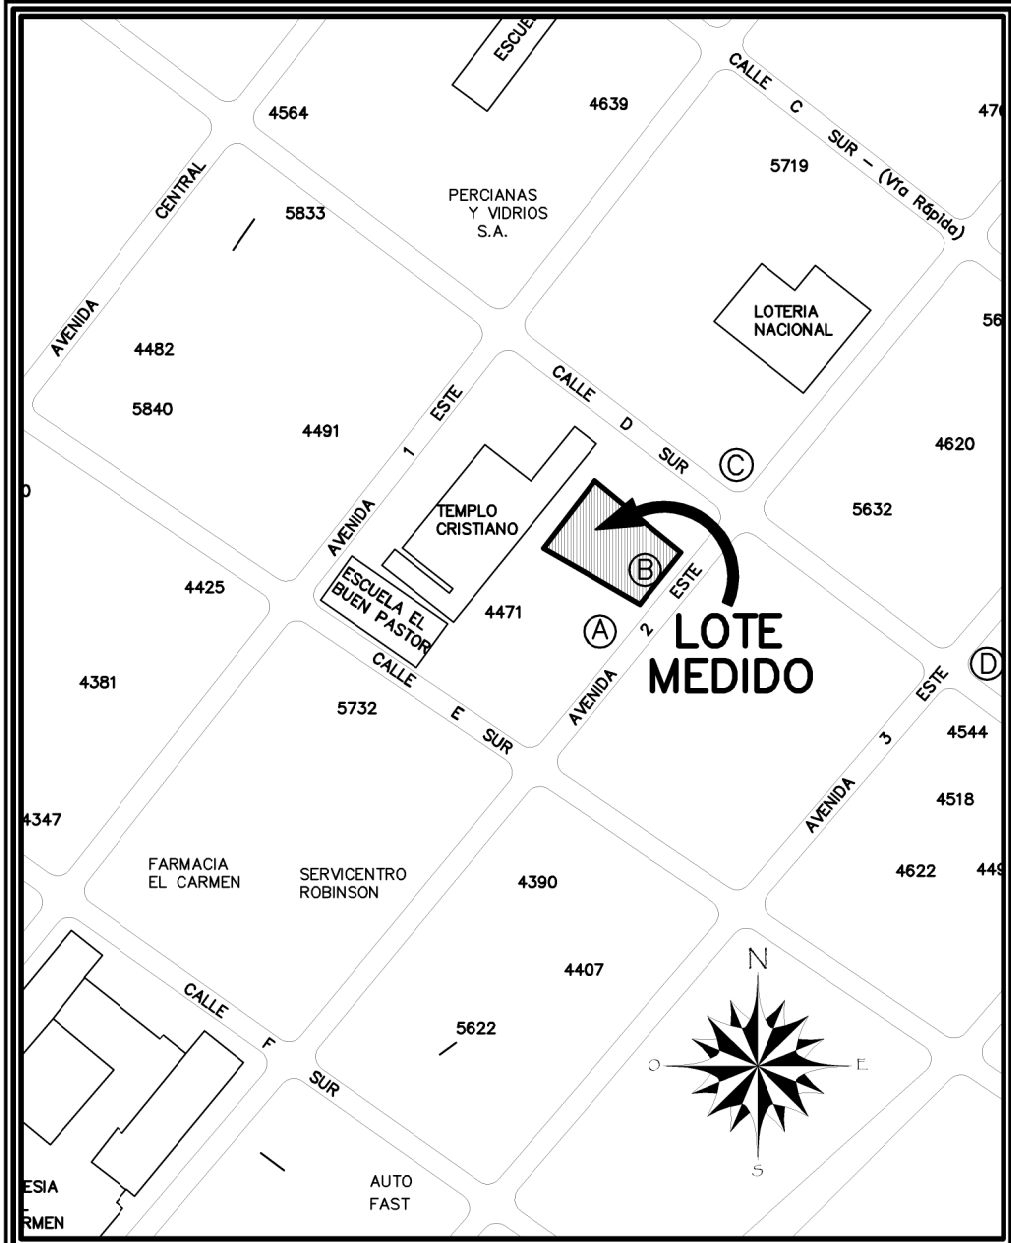 ESCUE
4564
4639
CALLE C SUR - (Vía Rápida)
5719
AVENIDA CENTRAL
5833
PERCIANAS
Y VIDRIOS
S.A.
LOTERIA
NACIONAL
4482
5840
4491
AVENIDA 1 ESTE
CALLE D SUR
4620
C
5632
TEMPLO
CRISTIANO
B
4425
ESCUELA EL
BUEN PASTOR
4471
A
AVENIDA 2 ESTE
LOTE
MEDIDO
D
4381
CALLE E SUR
5732
AVENIDA 3 ESTE
4544
4518
4347
FARMACIA
EL CARMEN
SERVICENTRO
ROBINSON
4390
4622
449
4407
CALLE F SUR
5622
N
O
E
S
AUTO
FAST
ESIA
RMEN